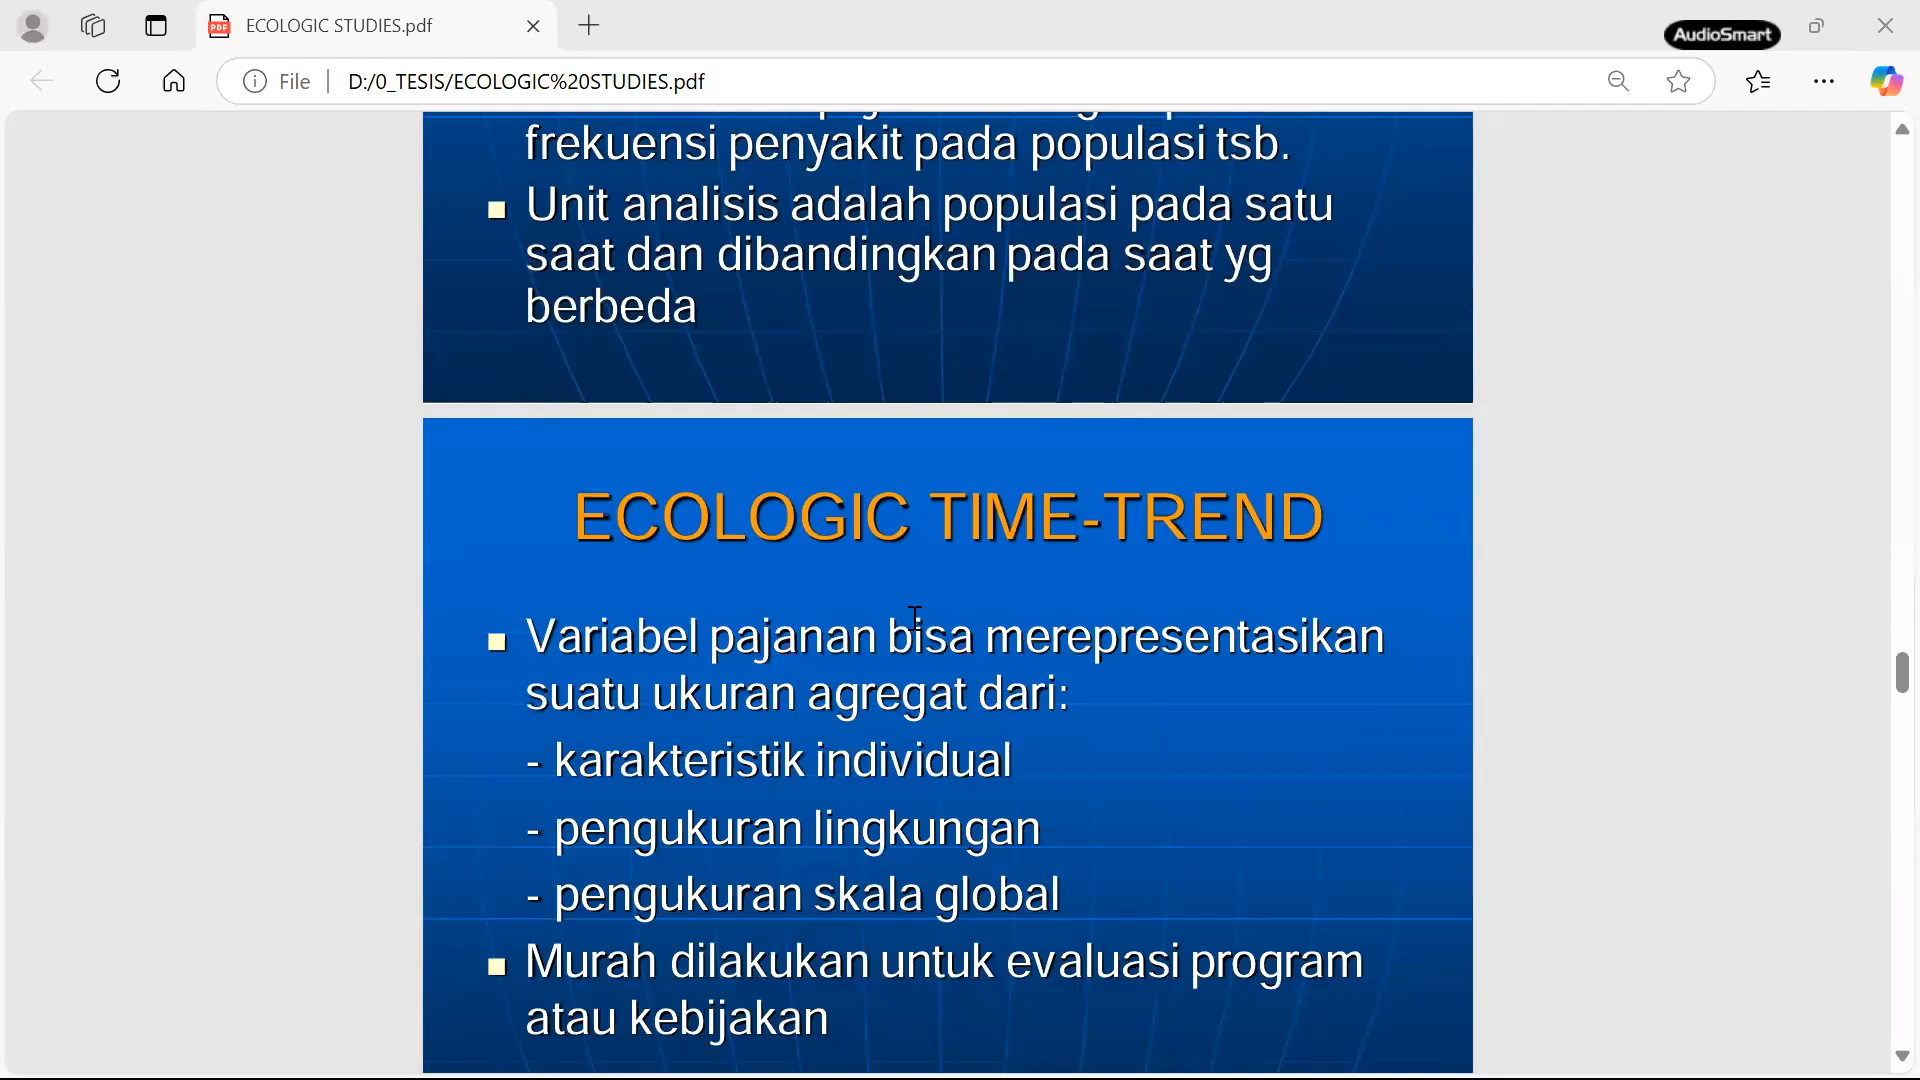 ECOLOGIC STUDIES.pdf
AudioSmart
File
D:/0_TESIS/ECOLOGIC%20STUDIES.pdf
frekuensi penyakit pada populasi tsb.
Unit analisis adalah populasi pada satu
saat dan dibandingkan pada saat yg
berbeda
ECOLOGIC TIME-TREND
Variabel pajanan bisa merepresentasikan
suatu ukuran agregat dari:
- karakteristik individual
- pengukuran lingkungan
- pengukuran skala global
Murah dilakukan untuk evaluasi program
atau kebijakan